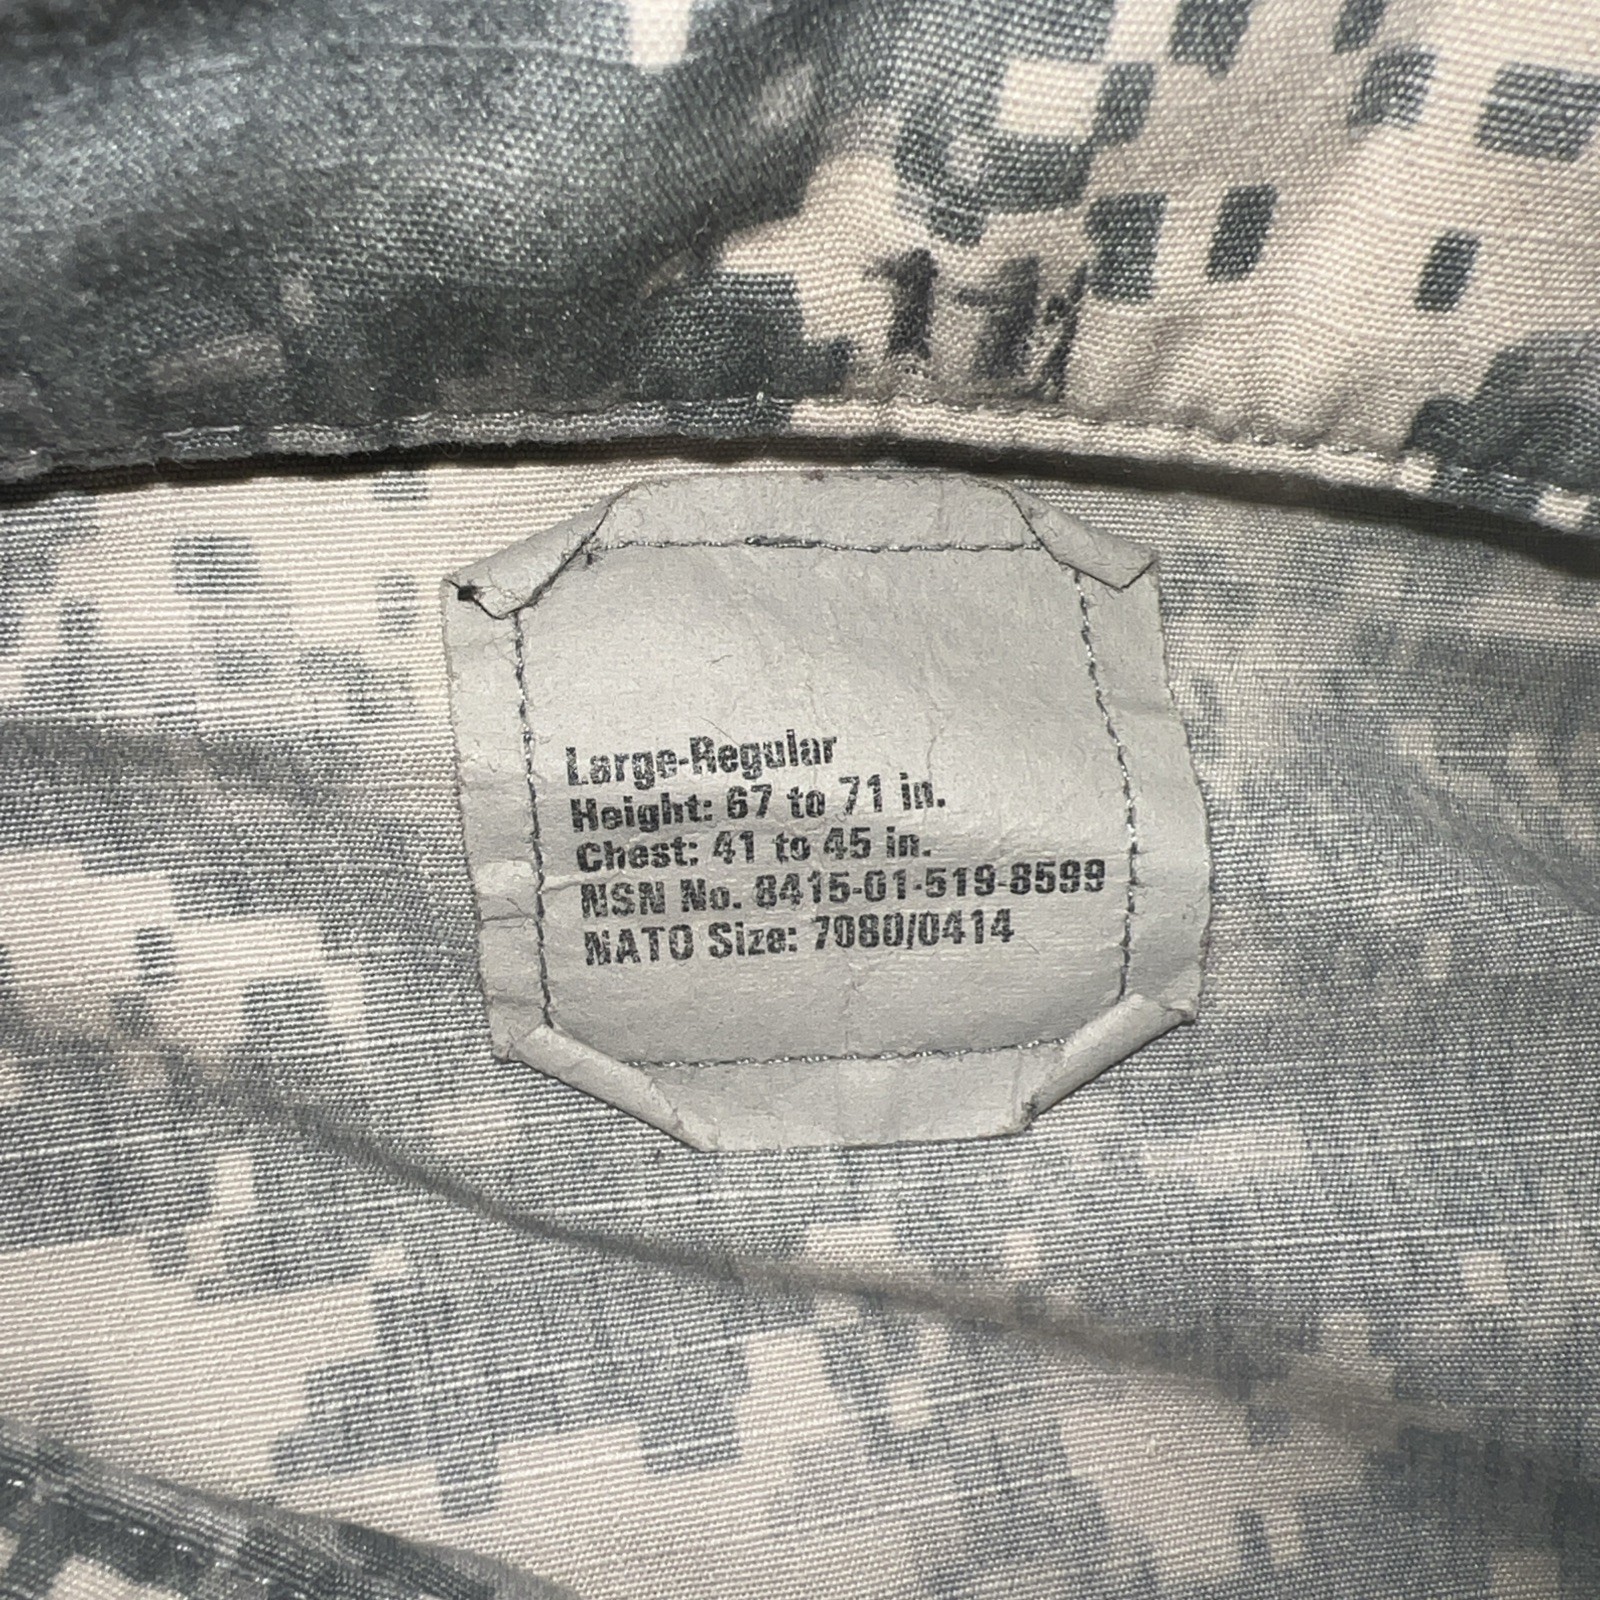 Large-Regular
Height: 67 to 71 in.
Chest: 41 to 45 in.
NSN No. 8415-01-519-8599
NATO Size: 7080/0414